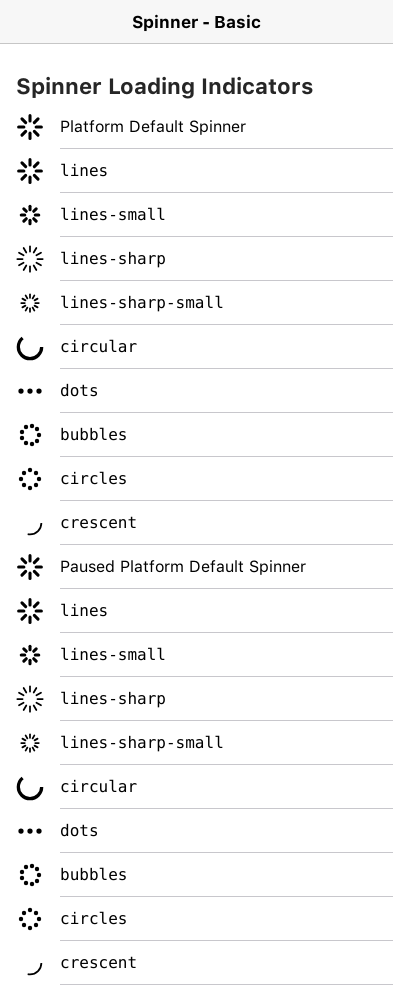 Spinner - Basic
Spinner Loading Indicators
Platform Default Spinner
lines
lines-small
lines-sharp
lines-sharp-small
circular
dots
bubbles
circles
crescent
Paused Platform Default Spinner
lines
lines-small
lines-sharp
lines-sharp-small
circular
dots
bubbles
circles
crescent